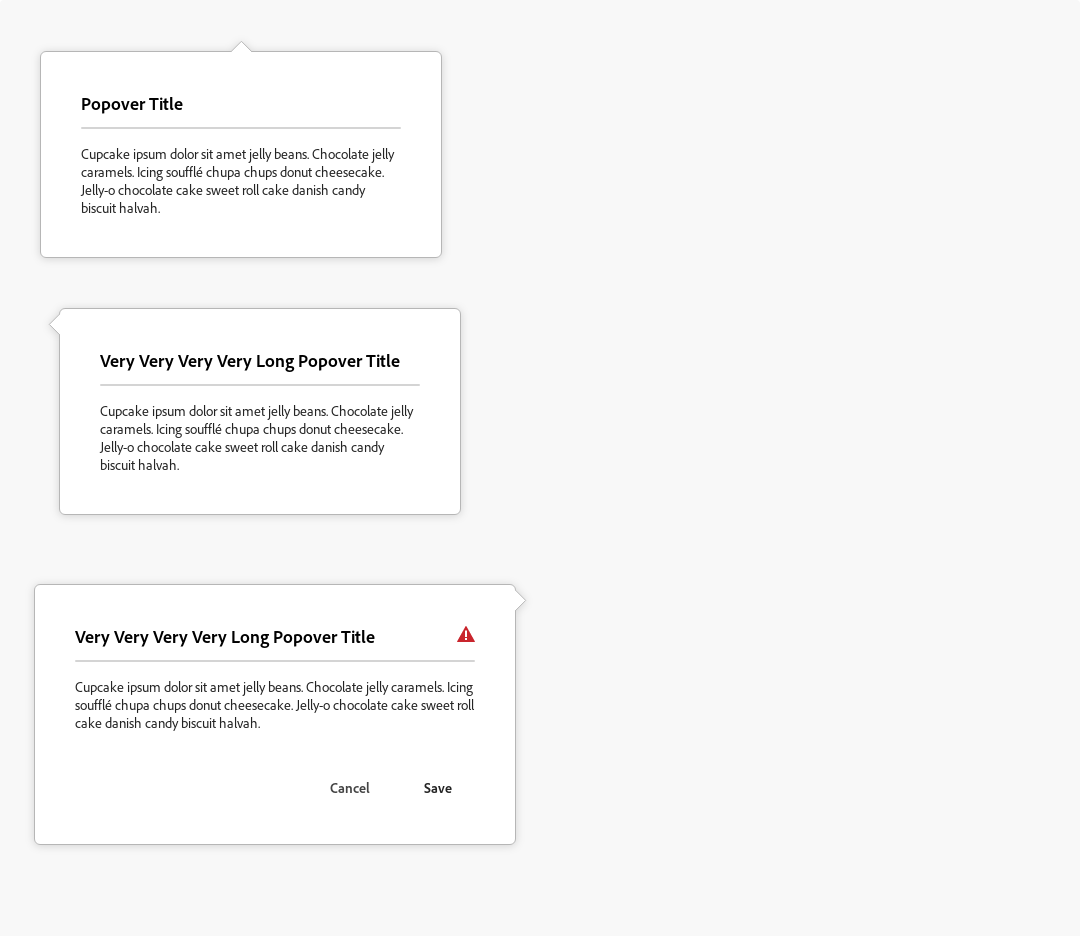 Popover Title
Cupcake ipsum dolor sit amet jelly beans. Chocolate jelly
caramels. Icing soufflé chupa chups donut cheesecake.
Jelly-o chocolate cake sweet roll cake danish candy
biscuit halvah.
Very Very Very Very Long Popover Title
Cupcake ipsum dolor sit amet jelly beans. Chocolate jelly
caramels. Icing soufflé chupa chups donut cheesecake.
Jelly-o chocolate cake sweet roll cake danish candy
biscuit halvah.
Very Very Very Very Long Popover Title
Cupcake ipsum dolor sit amet jelly beans. Chocolate jelly caramels. Icing
soufflé chupa chups donut cheesecake. Jelly-o chocolate cake sweet roll
cake danish candy biscuit halvah.
Cancel Save